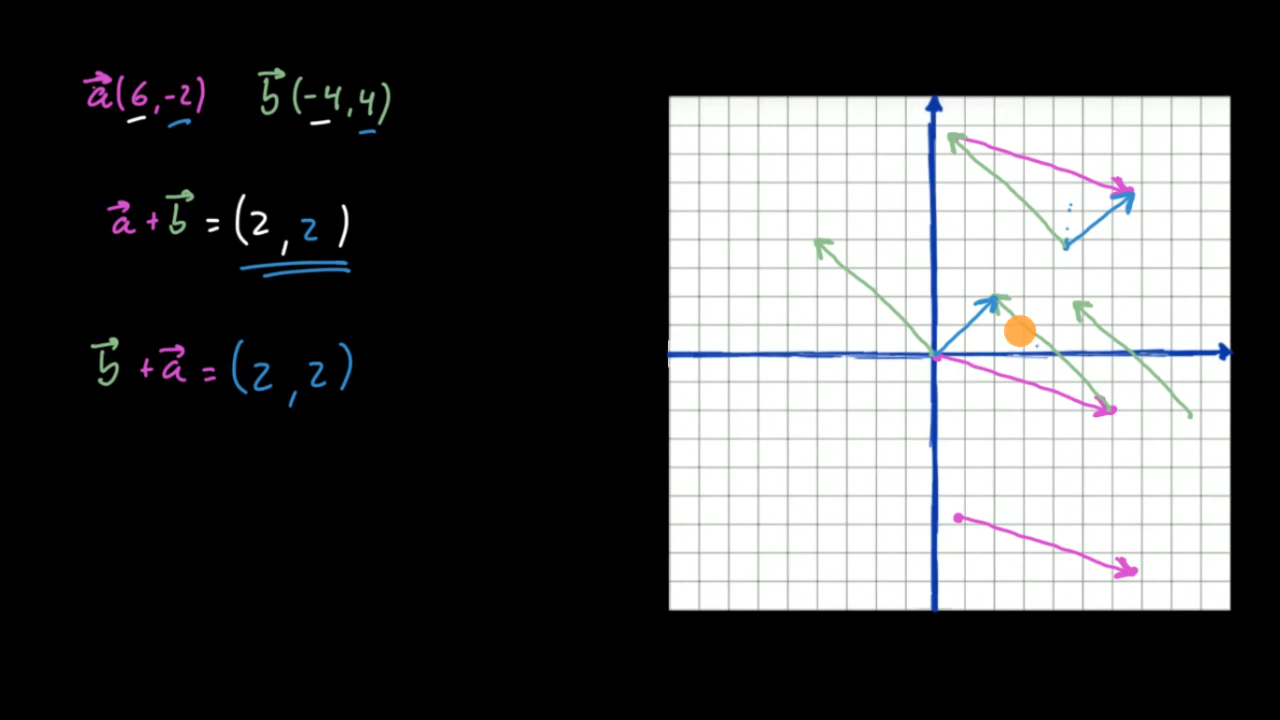 a⃗(6,-2) b⃗(-4,4)
a⃗ + b⃗ = (2, 2)
b⃗ + a⃗ = (2, 2)